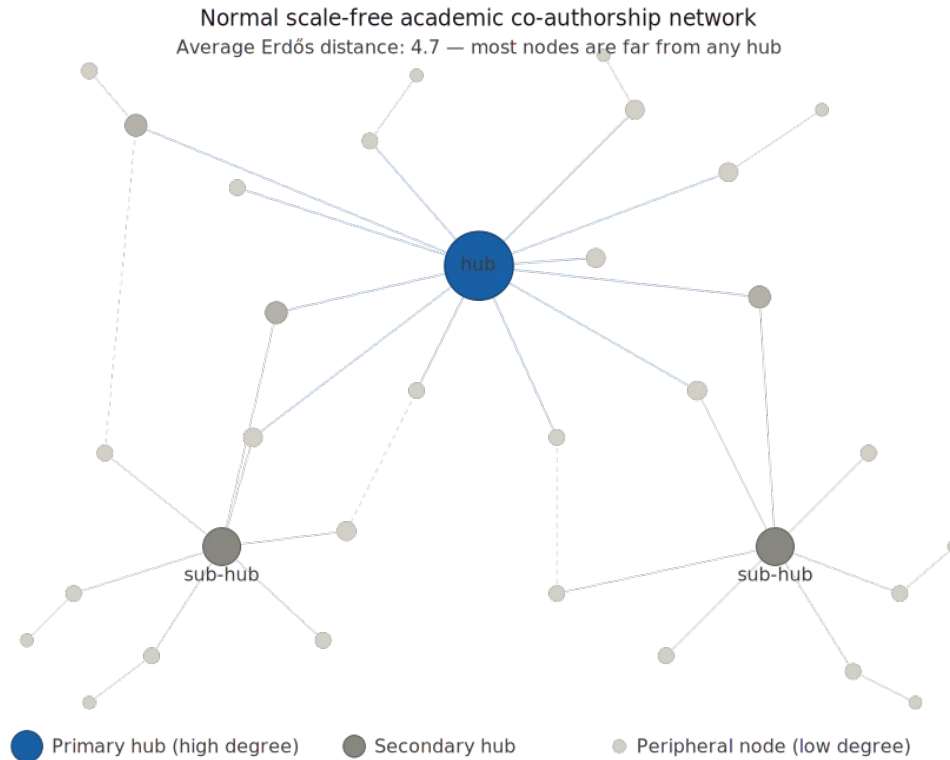 Normal scale-free academic co-authorship network
Average Erdős distance: 4.7 — most nodes are far from any hub
hub
sub-hub
sub-hub
Primary hub (high degree)
Secondary hub
Peripheral node (low degree)